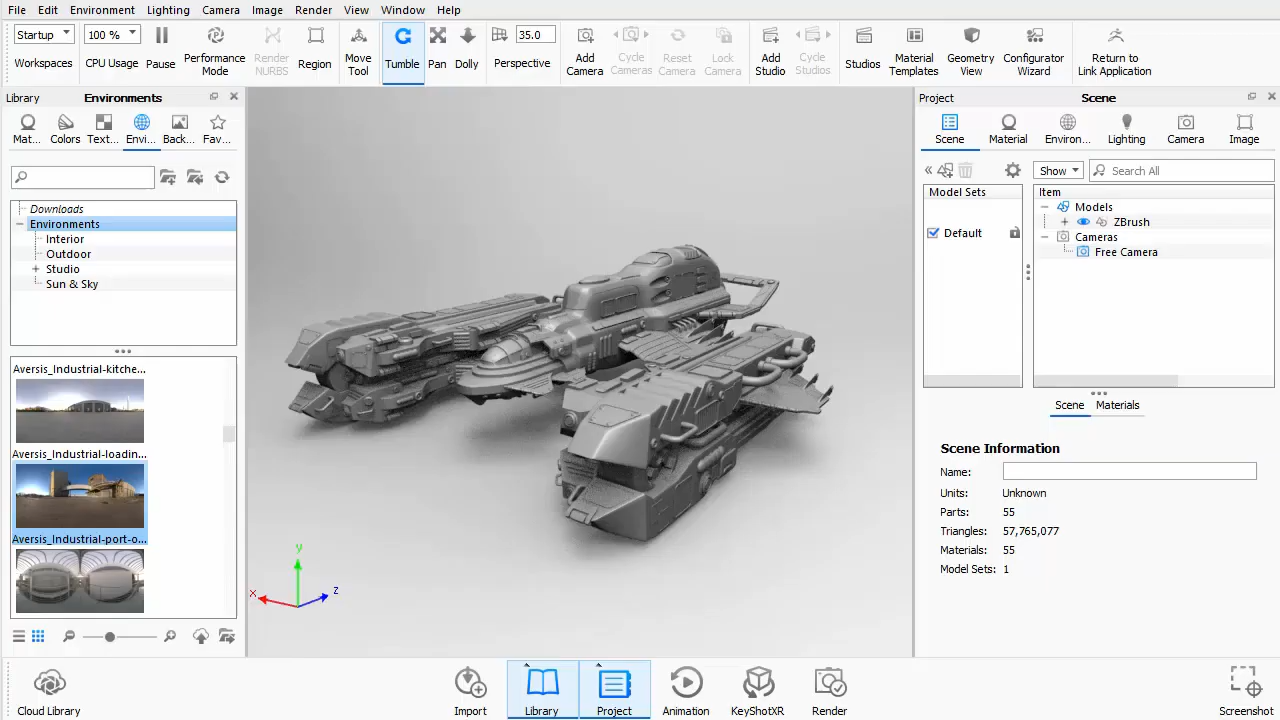 File Edit Environment Lighting Camera Image Render View Window Help
Startup 100 % 35.0
Workspaces CPU Usage Pause Performance Mode Render NURBS Region Move Tool Tumble Pan Dolly Perspective Add Camera Cycle Cameras Reset Camera Lock Camera Add Studio Cycle Studios Studios Material Templates Geometry View Configurator Wizard Return to Link Application
Library Environments
Mat... Colors Text... Envi... Back... Fav...
Downloads
Environments
Interior
Outdoor
Studio
Sun & Sky
Aversis_Industrial-kitche...
Aversis_Industrial-loadin...
Aversis_Industrial-port-o...
y
x
z
Project Scene
Scene Material Environ... Lighting Camera Image
Show Search All
Model Sets
Default
Item
Models
ZBrush
Cameras
Free Camera
Scene Materials
Scene Information
Name:
Units: Unknown
Parts: 55
Triangles: 57,765,077
Materials: 55
Model Sets: 1
Cloud Library Import Library Project Animation KeyShotXR Render Screenshot